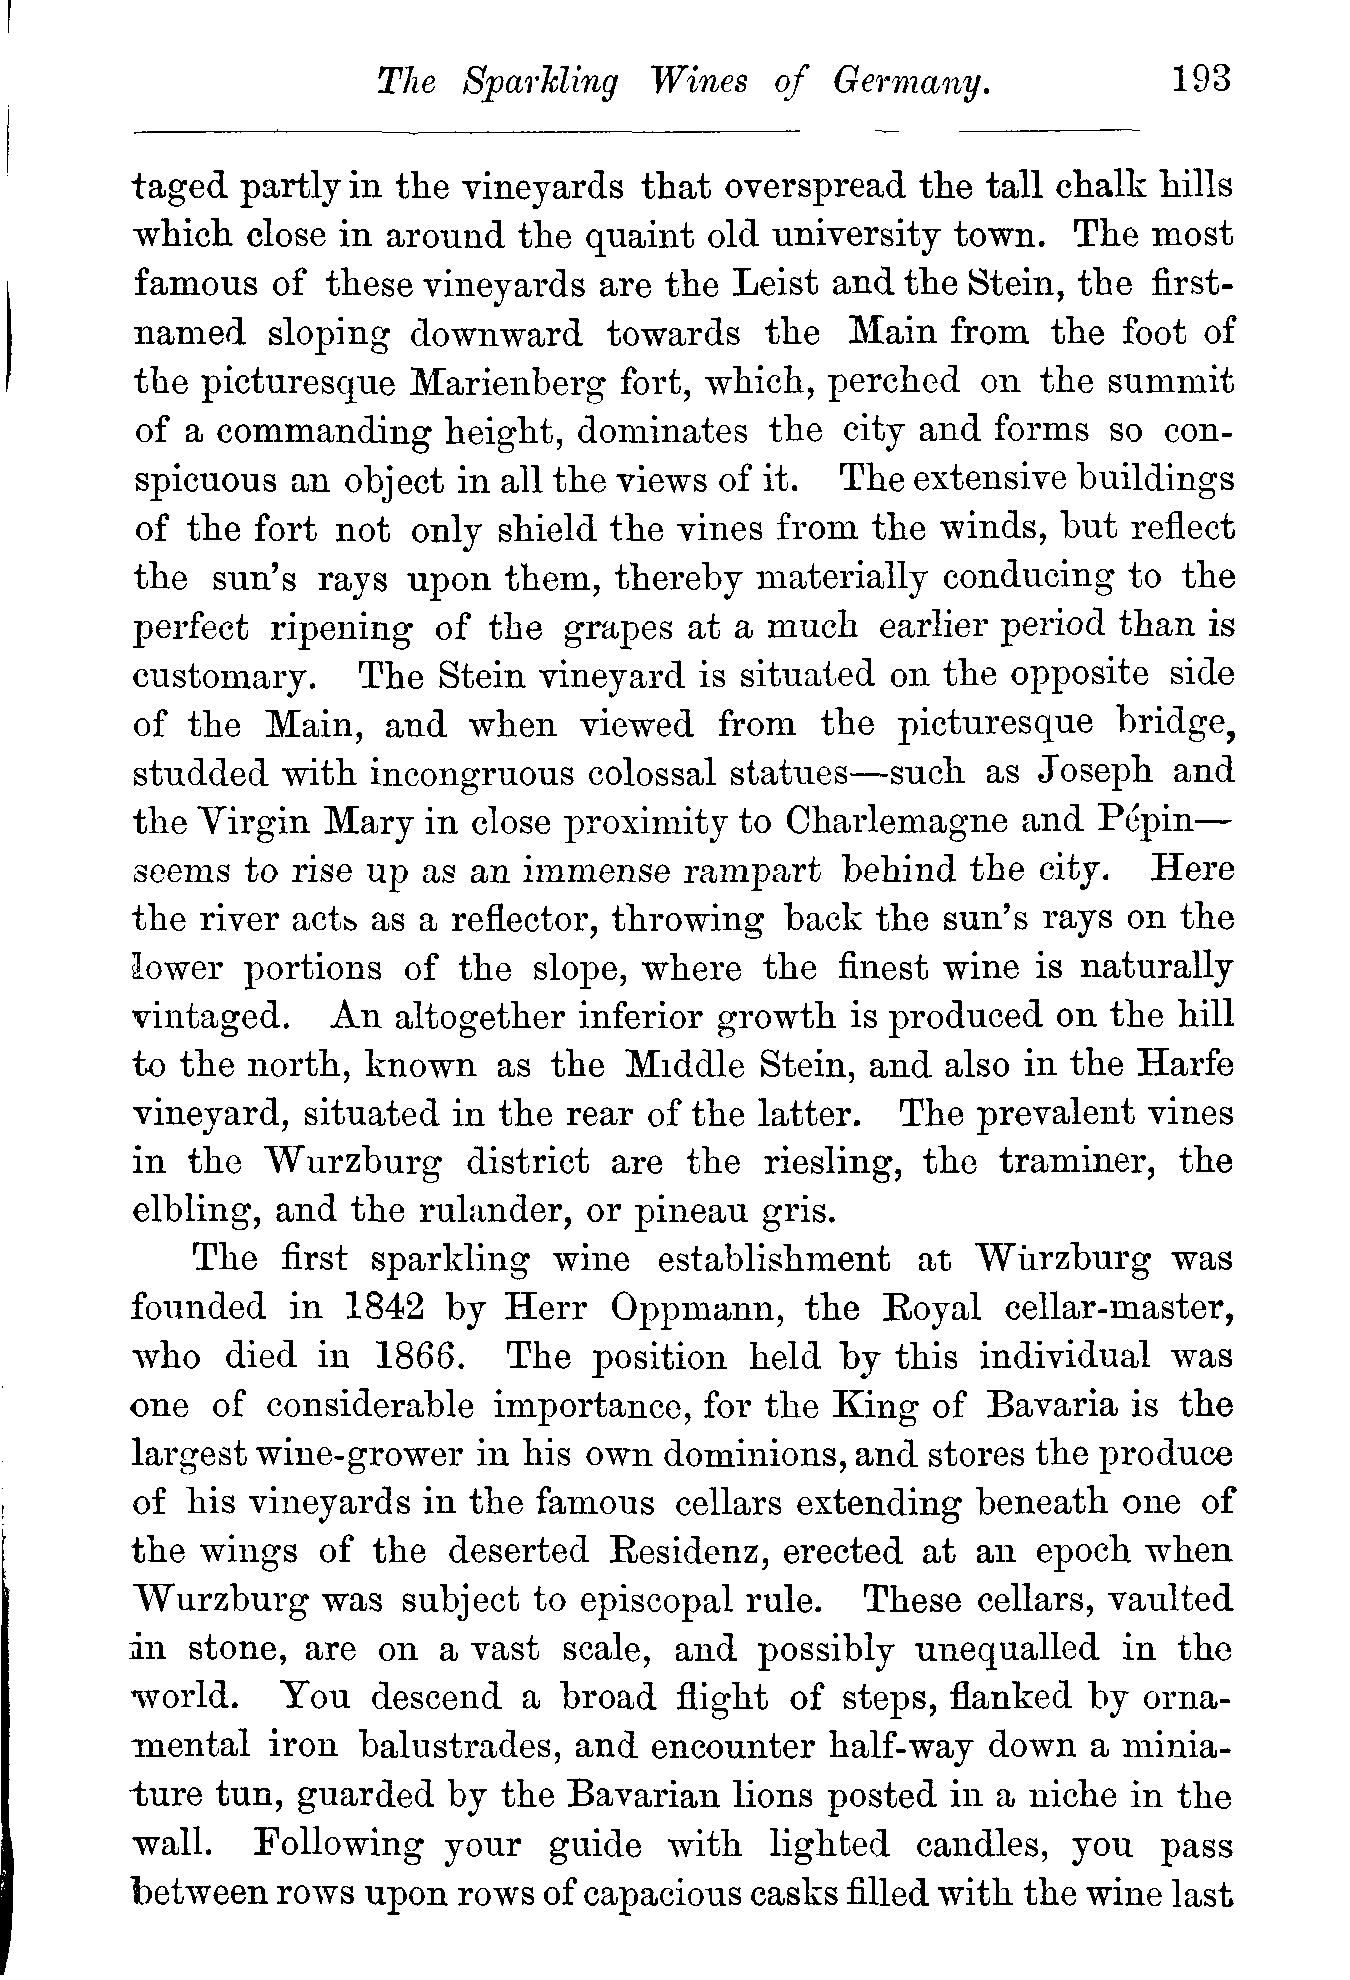 The Sparkling Wines of Germany. 193
taged partly in the vineyards that overspread the tall chalk hills
which close in around the quaint old university town. The most
famous of these vineyards are the Leist and the Stein, the first-
named sloping downward towards the Main from the foot of
the picturesque Marienberg fort, which, perched on the summit
of a commanding height, dominates the city and forms so con-
spicuous an object in all the views of it. The extensive buildings
of the fort not only shield the vines from the winds, but reflect
the sun's rays upon them, thereby materially conducing to the
perfect ripening of the grapes at a much earlier period than is
customary. The Stein vineyard is situated on the opposite side
of the Main, and when viewed from the picturesque bridge,
studded with incongruous colossal statues—such as Joseph and
the Virgin Mary in close proximity to Charlemagne and Pépin—
seems to rise up as an immense rampart behind the city. Here
the river acts as a reflector, throwing back the sun's rays on the
lower portions of the slope, where the finest wine is naturally
vintaged. An altogether inferior growth is produced on the hill
to the north, known as the Middle Stein, and also in the Harfe
vineyard, situated in the rear of the latter. The prevalent vines
in the Wurzburg district are the riesling, the traminer, the
elbling, and the rulander, or pineau gris.
The first sparkling wine establishment at Würzburg was
founded in 1842 by Herr Oppmann, the Royal cellar-master,
who died in 1866. The position held by this individual was
one of considerable importance, for the King of Bavaria is the
largest wine-grower in his own dominions, and stores the produce
of his vineyards in the famous cellars extending beneath one of
the wings of the deserted Residenz, erected at an epoch when
Wurzburg was subject to episcopal rule. These cellars, vaulted
in stone, are on a vast scale, and possibly unequalled in the
world. You descend a broad flight of steps, flanked by orna-
mental iron balustrades, and encounter half-way down a minia-
ture tun, guarded by the Bavarian lions posted in a niche in the
wall. Following your guide with lighted candles, you pass
between rows upon rows of capacious casks filled with the wine last